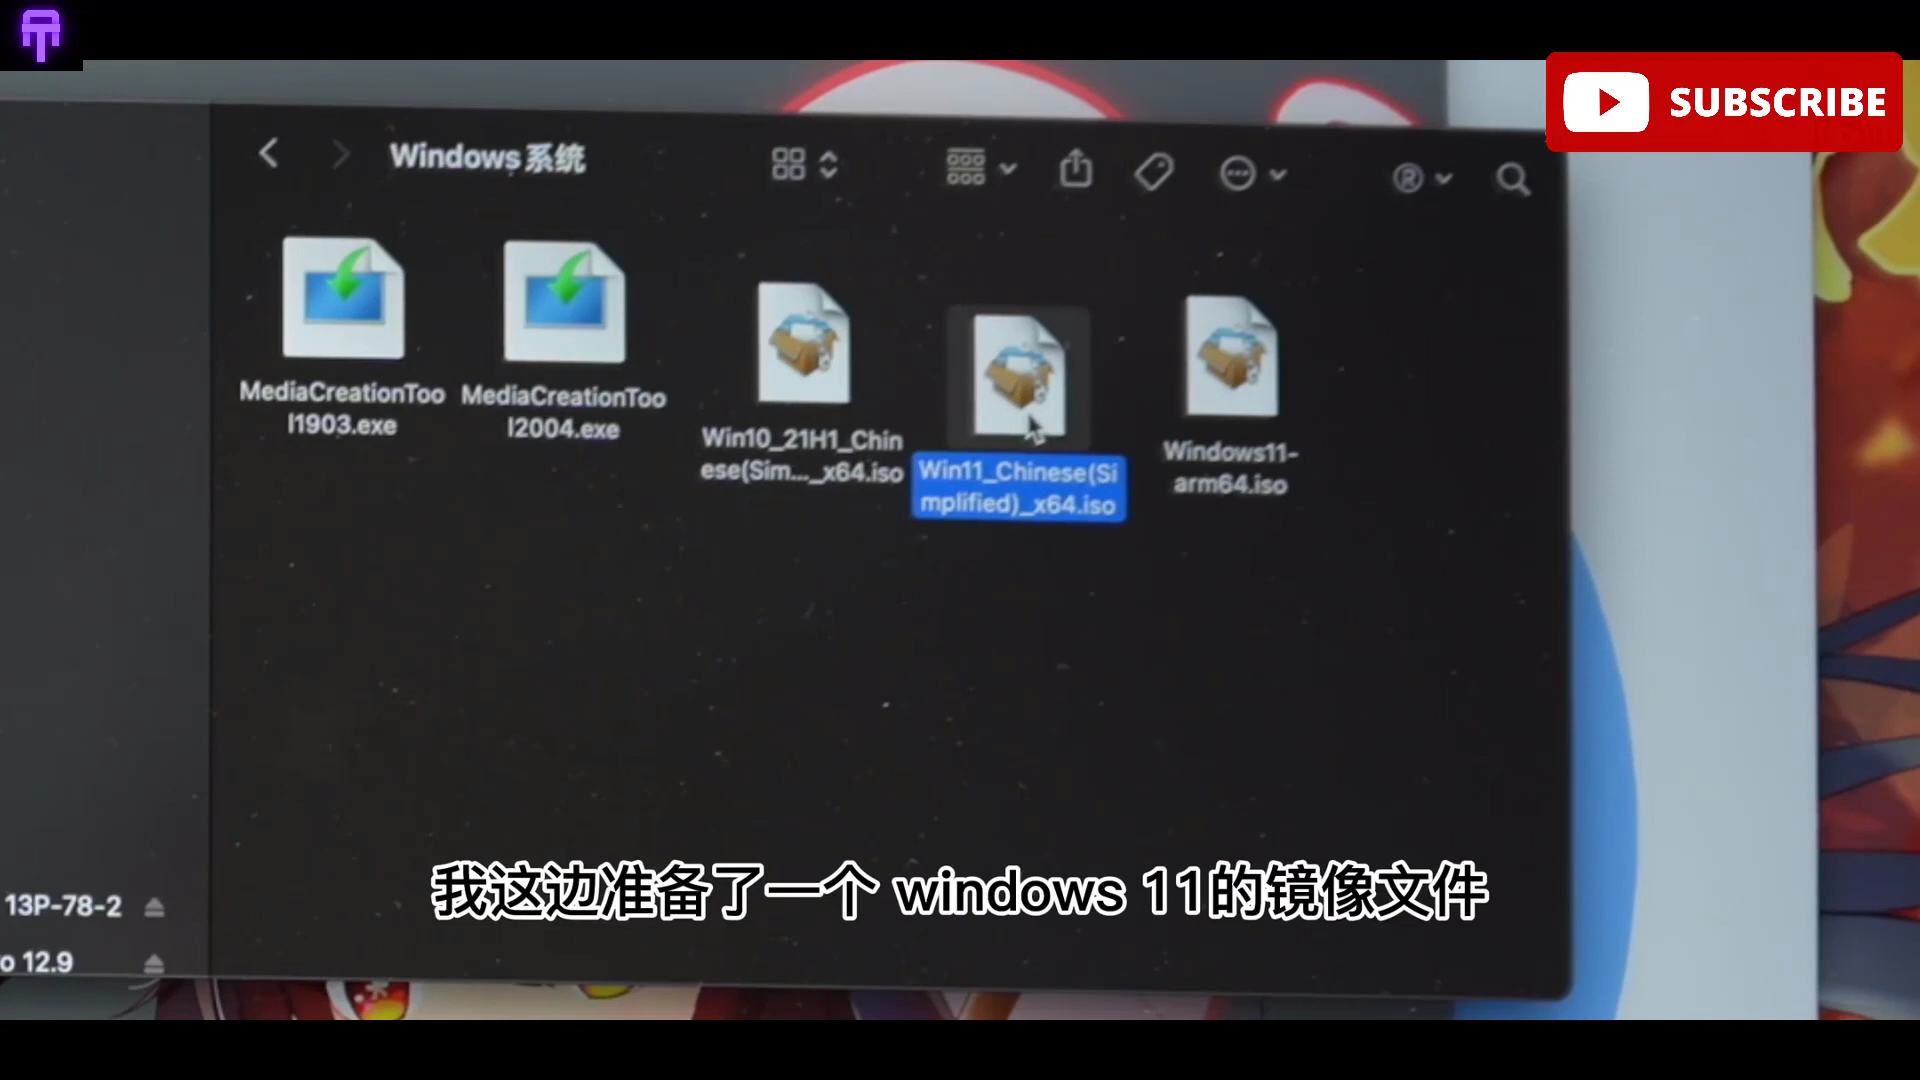 SUBSCRIBE
Windows系统
MediaCreationToo
l1903.exe
MediaCreationToo
l2004.exe
Win10_21H1_Chin
ese(Sim..._x64.iso
Win11_Chinese(Si
mplified)_x64.iso
Windows11-
arm64.iso
我这边准备了一个 windows 11的镜像文件
13P-78-2
o 12.9